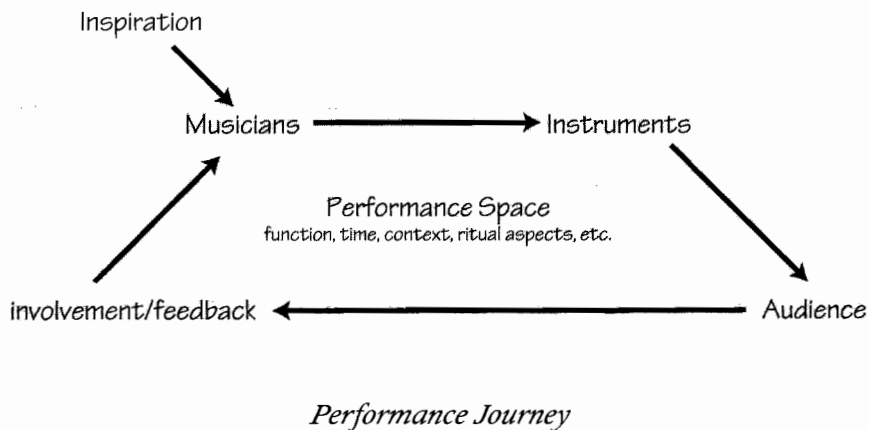 Inspiration
Musicians
Instruments
Performance Space
function, time, context, ritual aspects, etc.
involvement/feedback
Audience
Performance Journey